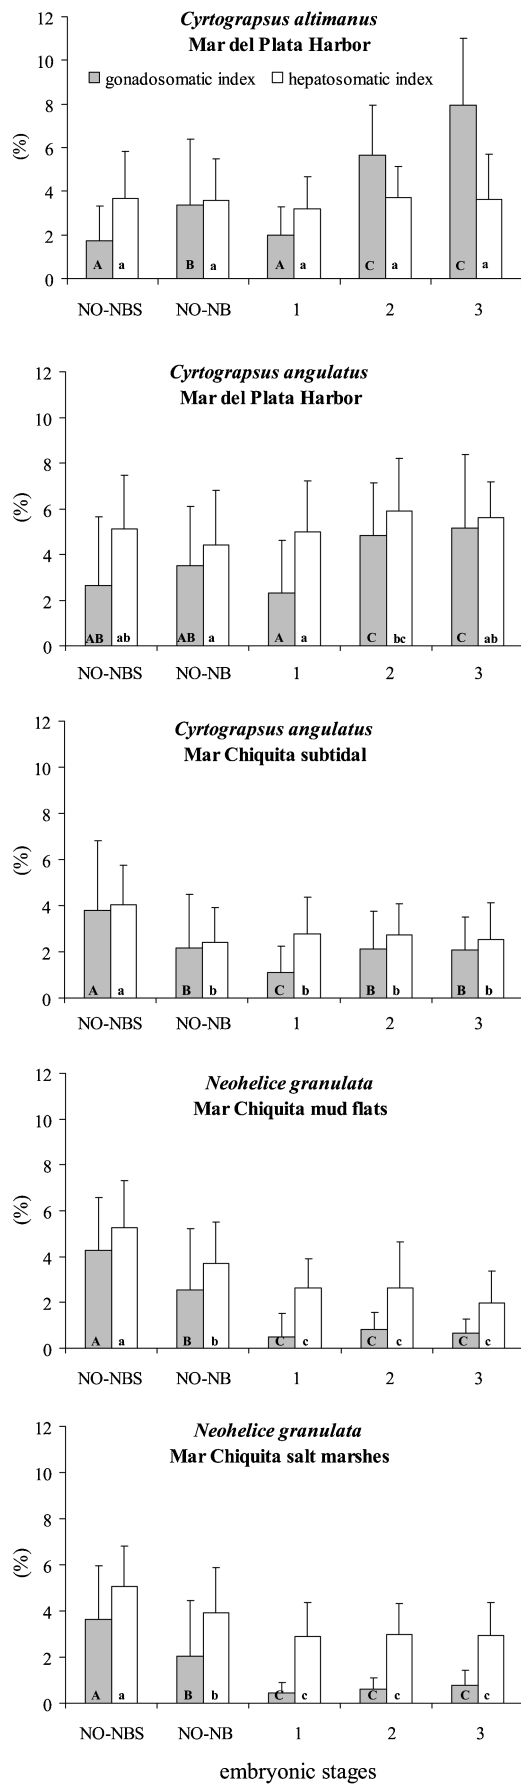 Cyrtograpsus altimanus
Mar del Plata Harbor
gonadosomatic index hepatosomatic index
(%)
12
10
8
6
4
2
0
A a B a A a C a C a
NO-NBS NO-NB 1 2 3
Cyrtograpsus angulatus
Mar del Plata Harbor
(%)
12
10
8
6
4
2
0
AB ab AB a A a C bc C ab
NO-NBS NO-NB 1 2 3
Cyrtograpsus angulatus
Mar Chiquita subtidal
(%)
12
10
8
6
4
2
0
A a B b C b B b B b
NO-NBS NO-NB 1 2 3
Neohelice granulata
Mar Chiquita mud flats
(%)
12
10
8
6
4
2
0
A a B b C c C c C c
NO-NBS NO-NB 1 2 3
Neohelice granulata
Mar Chiquita salt marshes
(%)
12
10
8
6
4
2
0
A a B b C c C c C c
NO-NBS NO-NB 1 2 3
embryonic stages